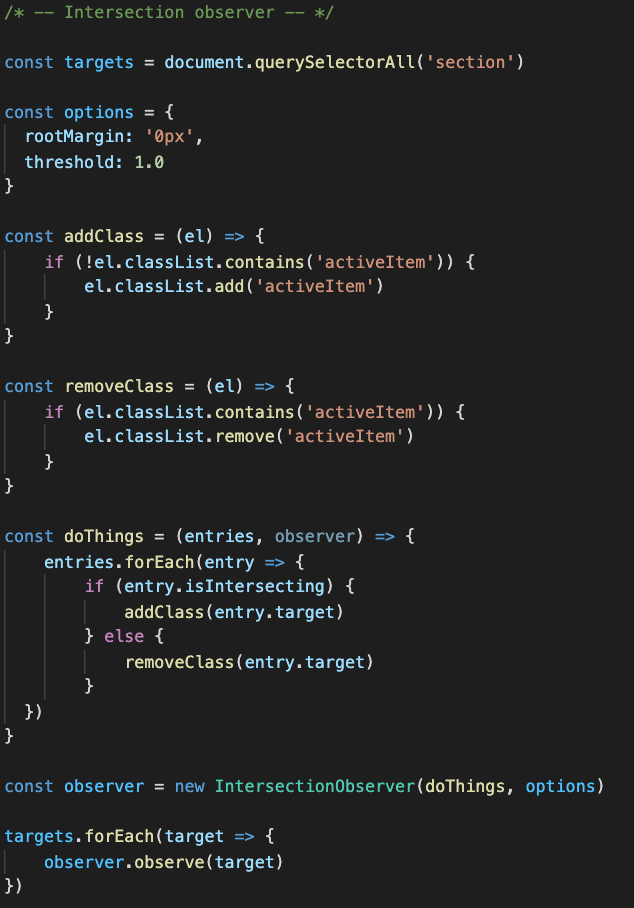 /* -- Intersection observer -- */
const targets = document.querySelectorAll('section')
const options = {
  rootMargin: '0px',
  threshold: 1.0
}
const addClass = (el) => {
    if (!el.classList.contains('activeItem')) {
        el.classList.add('activeItem')
    }
}
const removeClass = (el) => {
    if (el.classList.contains('activeItem')) {
        el.classList.remove('activeItem')
    }
}
const doThings = (entries, observer) => {
    entries.forEach(entry => {
        if (entry.isIntersecting) {
            addClass(entry.target)
        } else {
            removeClass(entry.target)
        }
  })
}
const observer = new IntersectionObserver(doThings, options)
targets.forEach(target => {
    observer.observe(target)
})